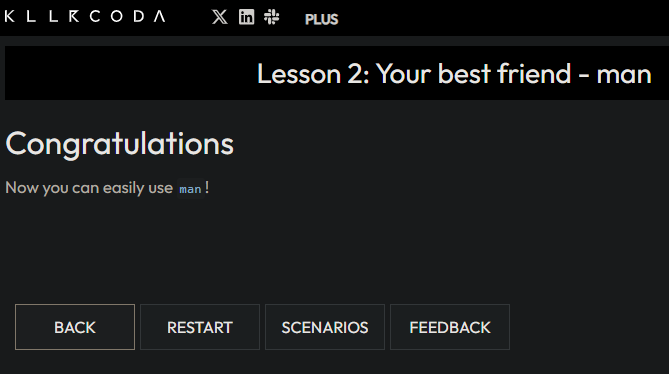 KILLERCODA PLUS
Lesson 2: Your best friend - man
Congratulations
Now you can easily use man!
BACK RESTART SCENARIOS FEEDBACK